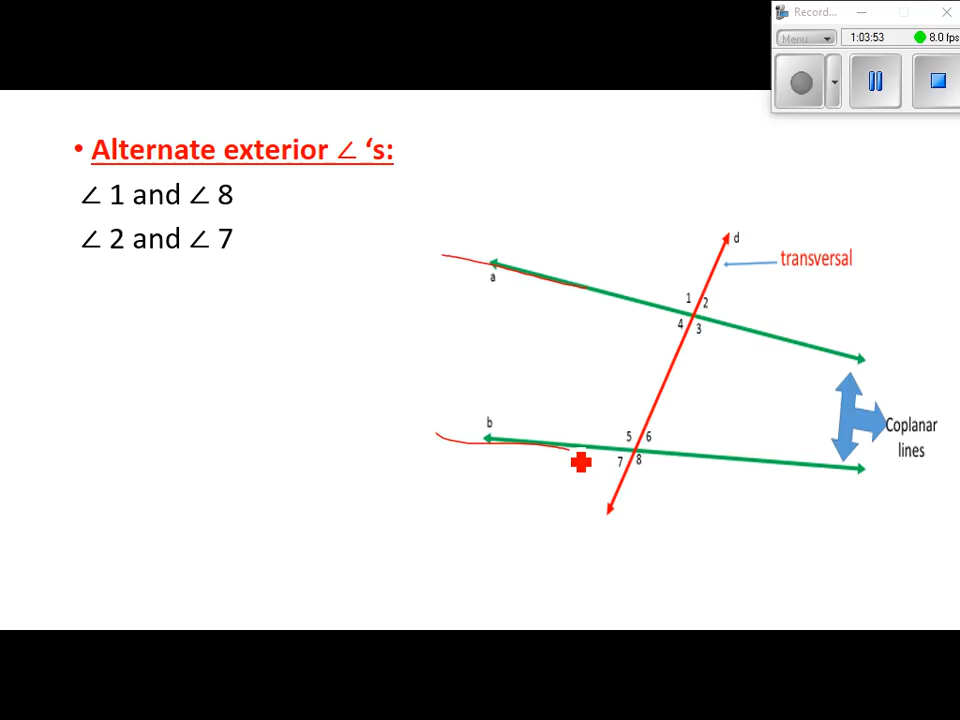 Record...
Menu
1:03:53
8.0 fps
• Alternate exterior ∠ ‘s:
∠ 1 and ∠ 8
∠ 2 and ∠ 7
d
transversal
a
1 2
4 3
b
5 6
7 8
Coplanar
lines